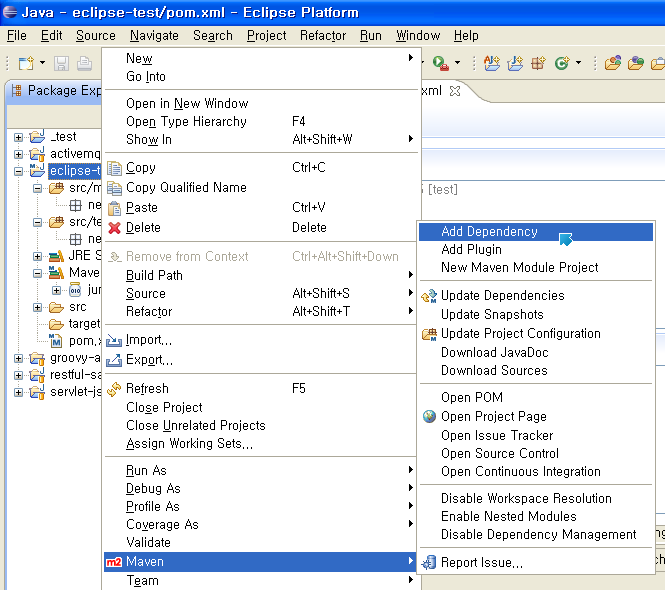 Java - eclipse-test/pom.xml - Eclipse Platform
File Edit Source Navigate Search Project Refactor Run Window Help
Package Exp
xml
_test
activemq
eclipse-t
src/m
ne
src/te
ne
JRE S
Mave
jun
src
target
pom.x
groovy-a
restful-sa
servlet-js
[test]
New
Go Into
Open in New Window
Open Type Hierarchy F4
Show In Alt+Shift+W
Copy Ctrl+C
Copy Qualified Name
Paste Ctrl+V
Delete Delete
Remove from Context Ctrl+Alt+Shift+Down
Build Path
Source Alt+Shift+S
Refactor Alt+Shift+T
Import...
Export...
Refresh F5
Close Project
Close Unrelated Projects
Assign Working Sets...
Run As
Debug As
Profile As
Coverage As
Validate
m2 Maven
Team
Add Dependency
Add Plugin
New Maven Module Project
Update Dependencies
Update Snapshots
Update Project Configuration
Download JavaDoc
Download Sources
Open POM
Open Project Page
Open Issue Tracker
Open Source Control
Open Continuous Integration
Disable Workspace Resolution
Enable Nested Modules
Disable Dependency Management
Report Issue...